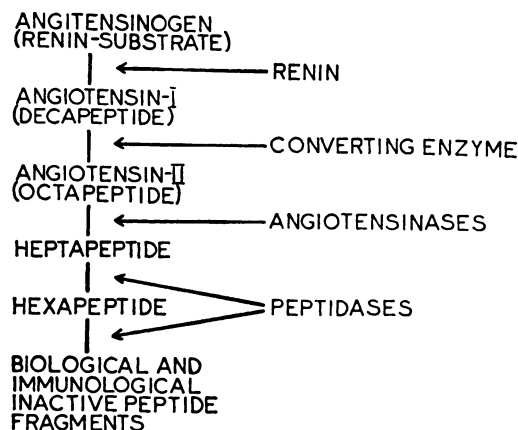 ANGITENSINOGEN
(RENIN-SUBSTRATE)
RENIN
ANGIOTENSIN-I
(DECAPEPTIDE)
CONVERTING ENZYME
ANGIOTENSIN-II
(OCTAPEPTIDE)
ANGIOTENSINASES
HEPTAPEPTIDE
HEXAPEPTIDE
PEPTIDASES
BIOLOGICAL AND
IMMUNOLOGICAL
INACTIVE PEPTIDE
FRAGMENTS